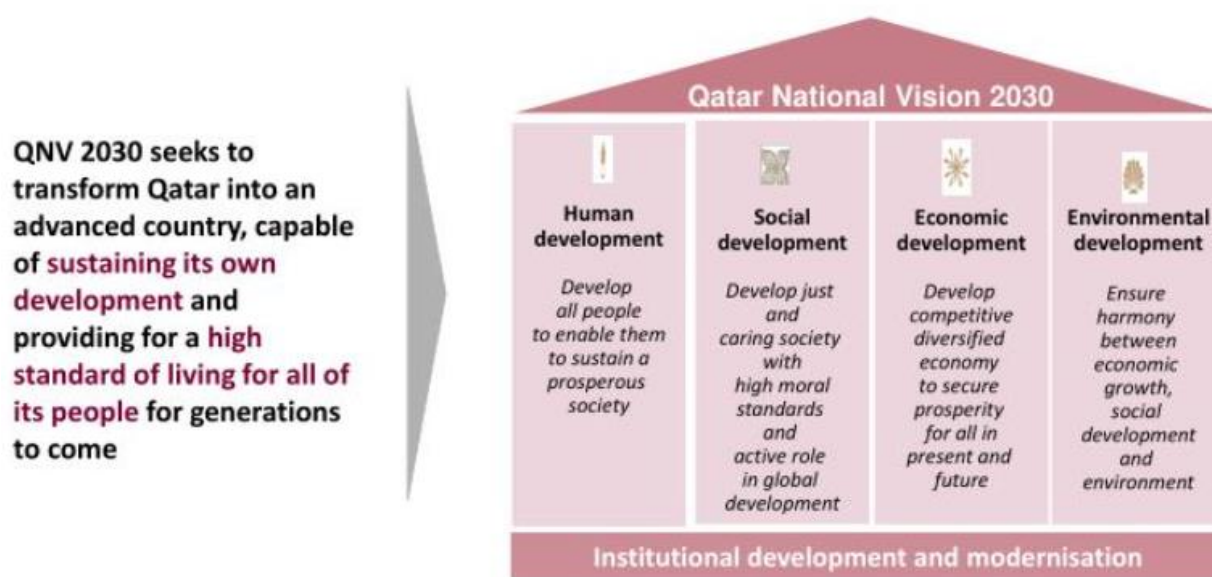 QNV 2030 seeks to
transform Qatar into an
advanced country, capable
of sustaining its own
development and
providing for a high
standard of living for all of
its people for generations
to come
Qatar National Vision 2030
Human
development
Develop
all people
to enable them
to sustain a
prosperous
society
Social
development
Develop just
and
caring society
with
high moral
standards
and
active role
in global
development
Economic
development
Develop
competitive
diversified
economy
to secure
prosperity
for all in
present and
future
Environmental
development
Ensure
harmony
between
economic
growth,
social
development
and
environment
Institutional development and modernisation